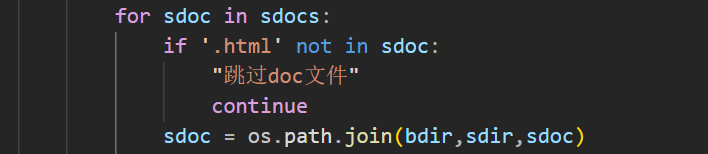 for sdoc in sdocs:
if '.html' not in sdoc:
"跳过doc文件"
continue
sdoc = os.path.join(bdir,sdir,sdoc)